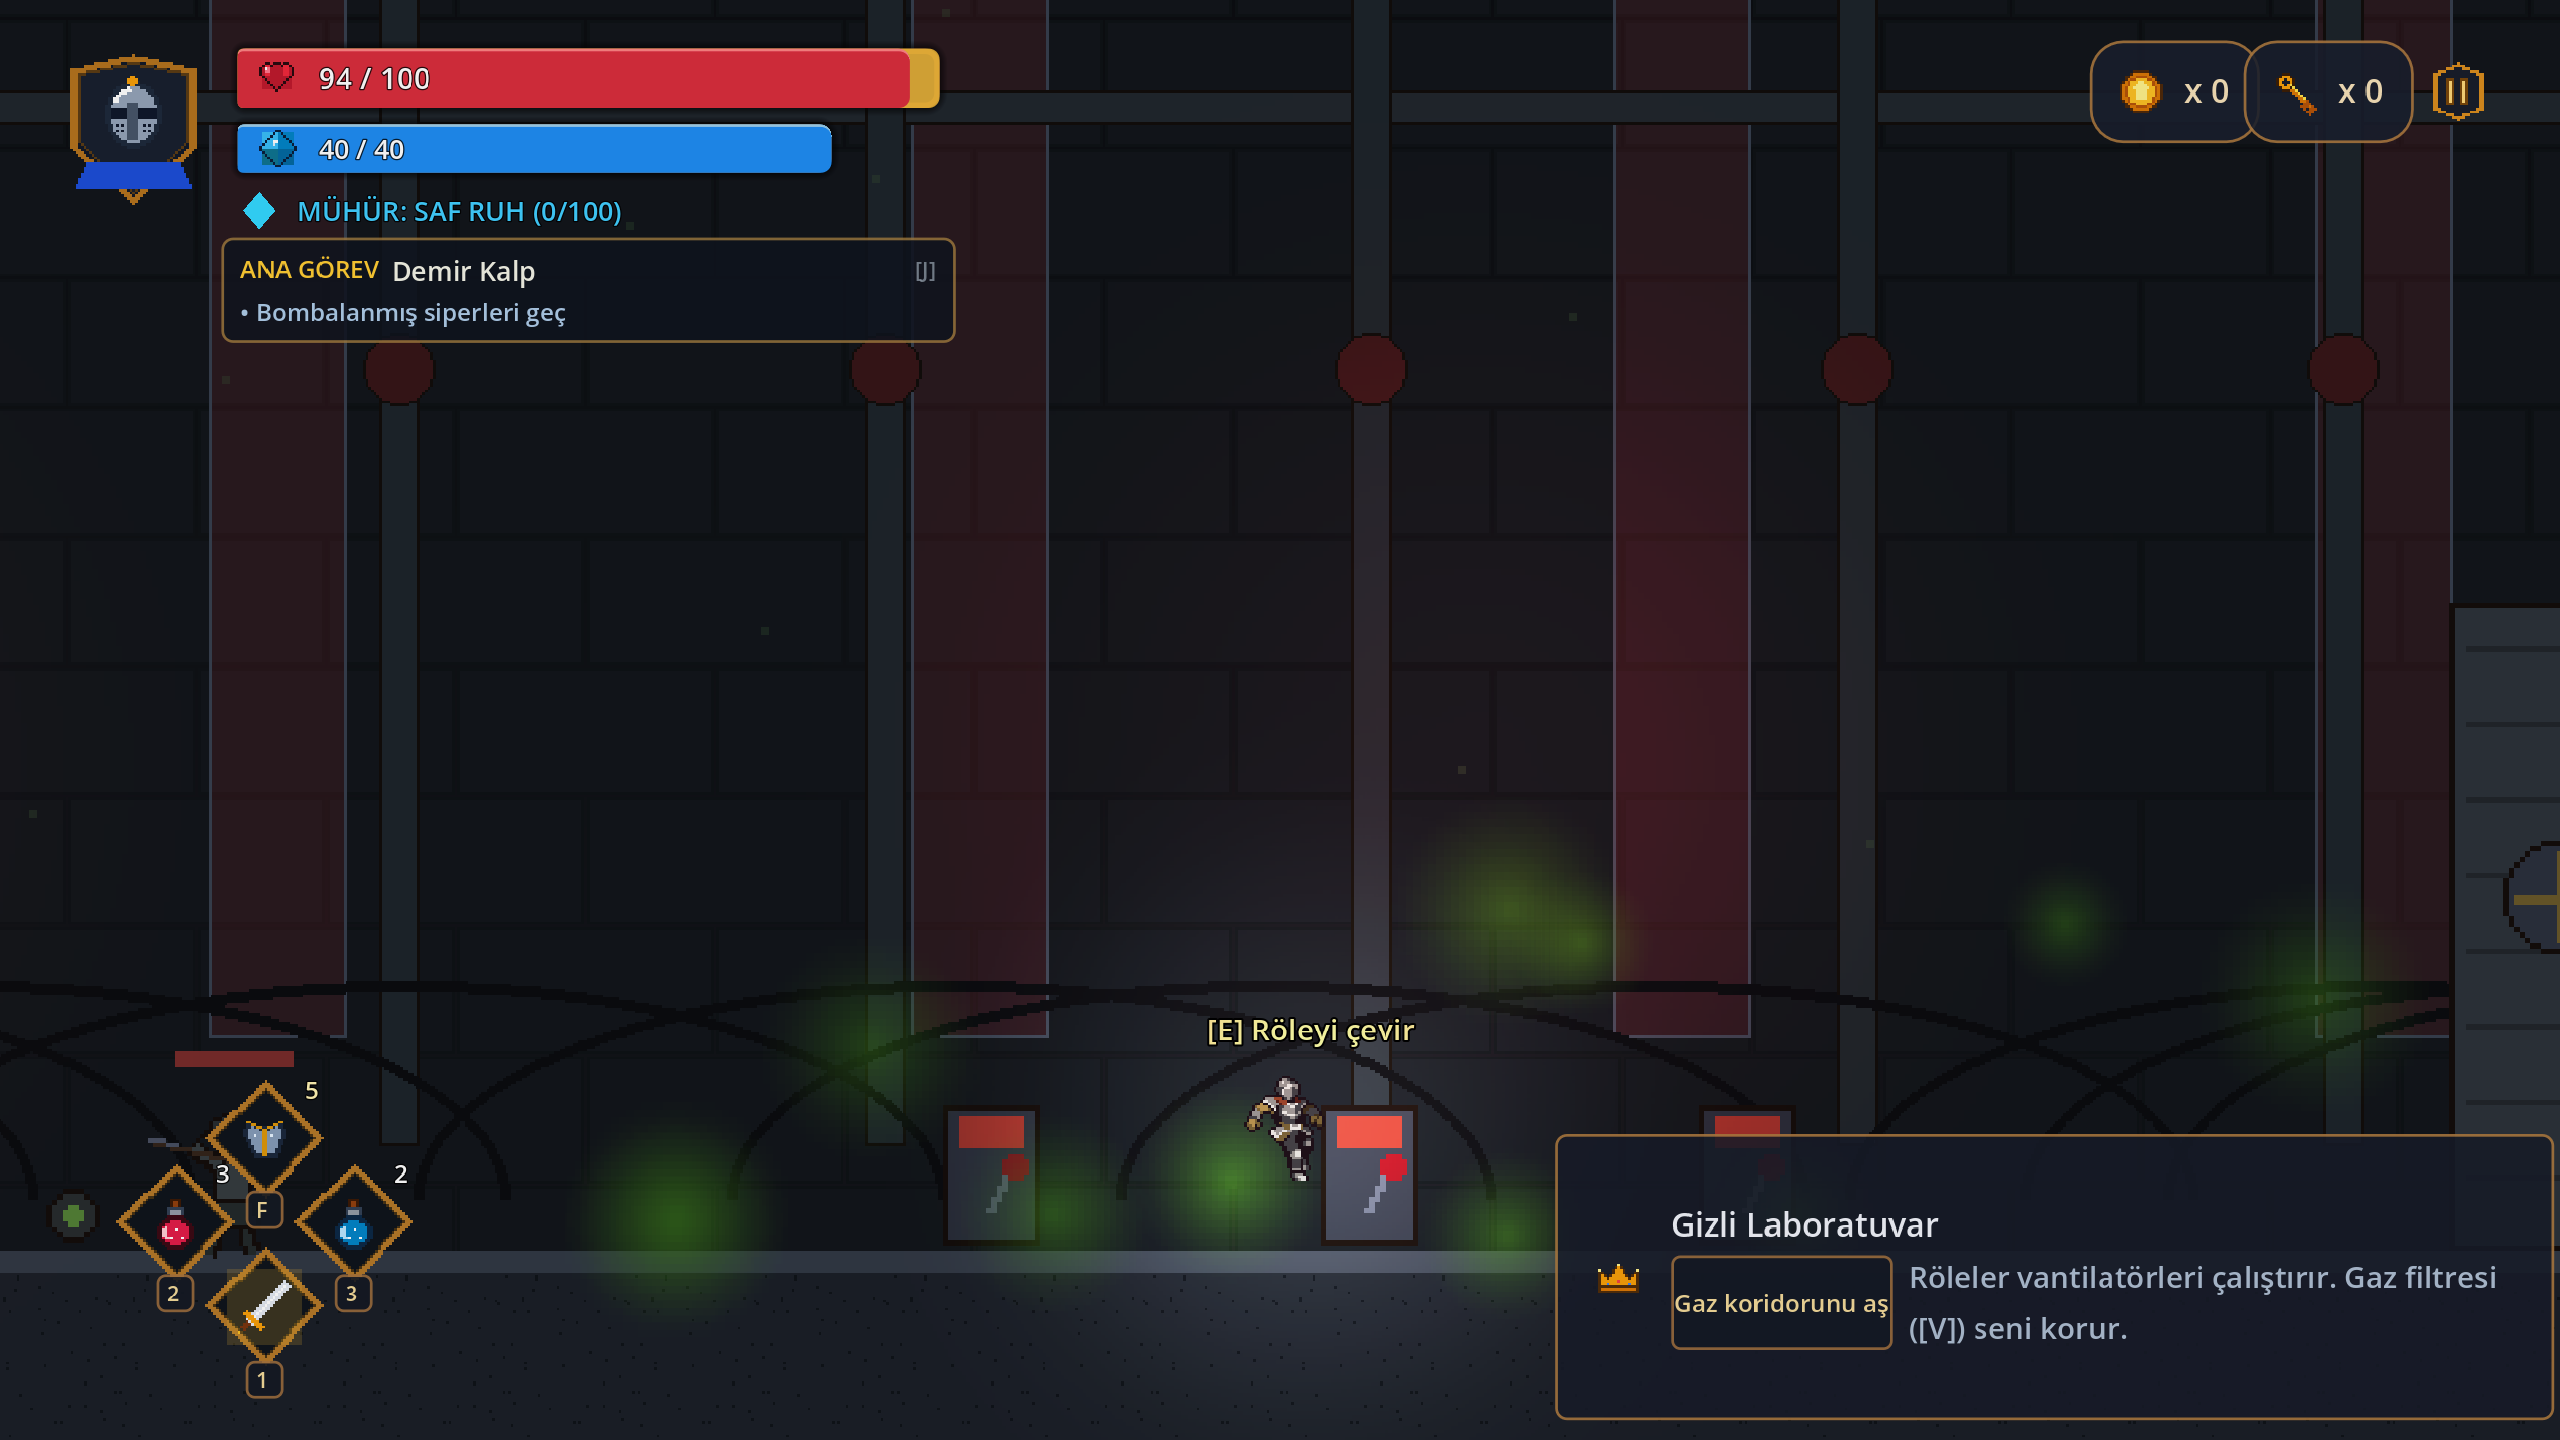 94 / 100
x 0
x 0
40 / 40
MÜHÜR: SAF RUH (0/100)
ANA GÖREV Demir Kalp [J]
• Bombalanmış siperleri geç
[E] Röleyi çevir
5
3
2
F
2
3
1
Gizli Laboratuvar
Gaz koridorunu aş
Röleler vantilatörleri çalıştırır. Gaz filtresi
([V]) seni korur.